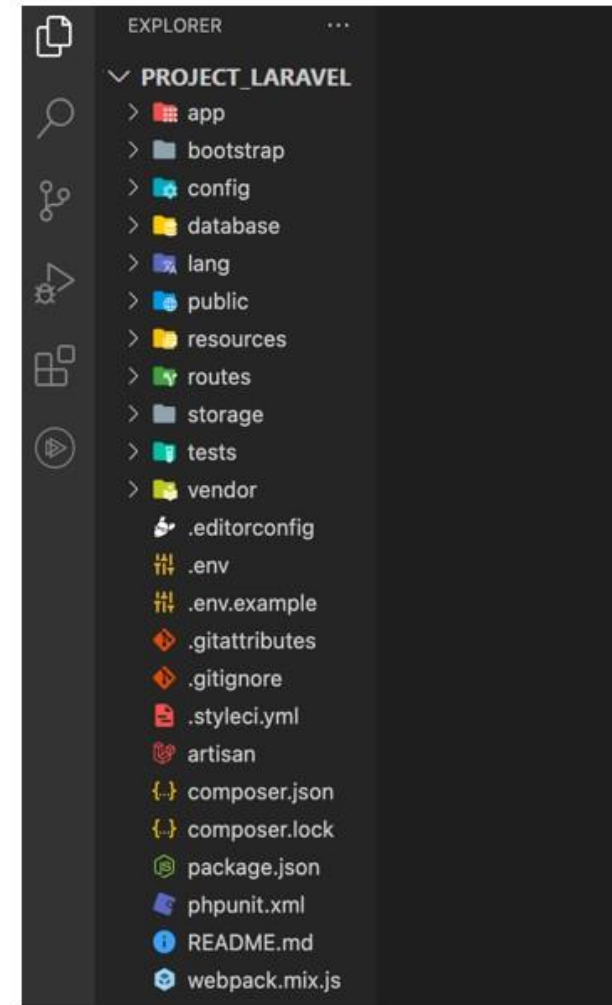 EXPLORER ...
PROJECT_LARAVEL
app
bootstrap
config
database
lang
public
resources
routes
storage
tests
vendor
.editorconfig
.env
.env.example
.gitattributes
.gitignore
.styleci.yml
artisan
composer.json
composer.lock
package.json
phpunit.xml
README.md
webpack.mix.js